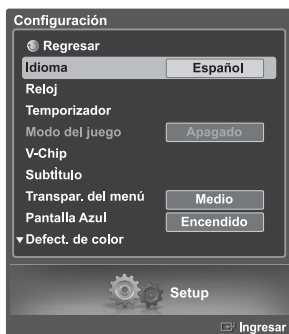 Configuración
Regresar
Idioma Español
Reloj
Temporizador
Modo del juego Apagado
V-Chip
Subtítulo
Transpar. del menú Medio
Pantalla Azul Encendido
▼Defect. de color
Setup
Ingresar